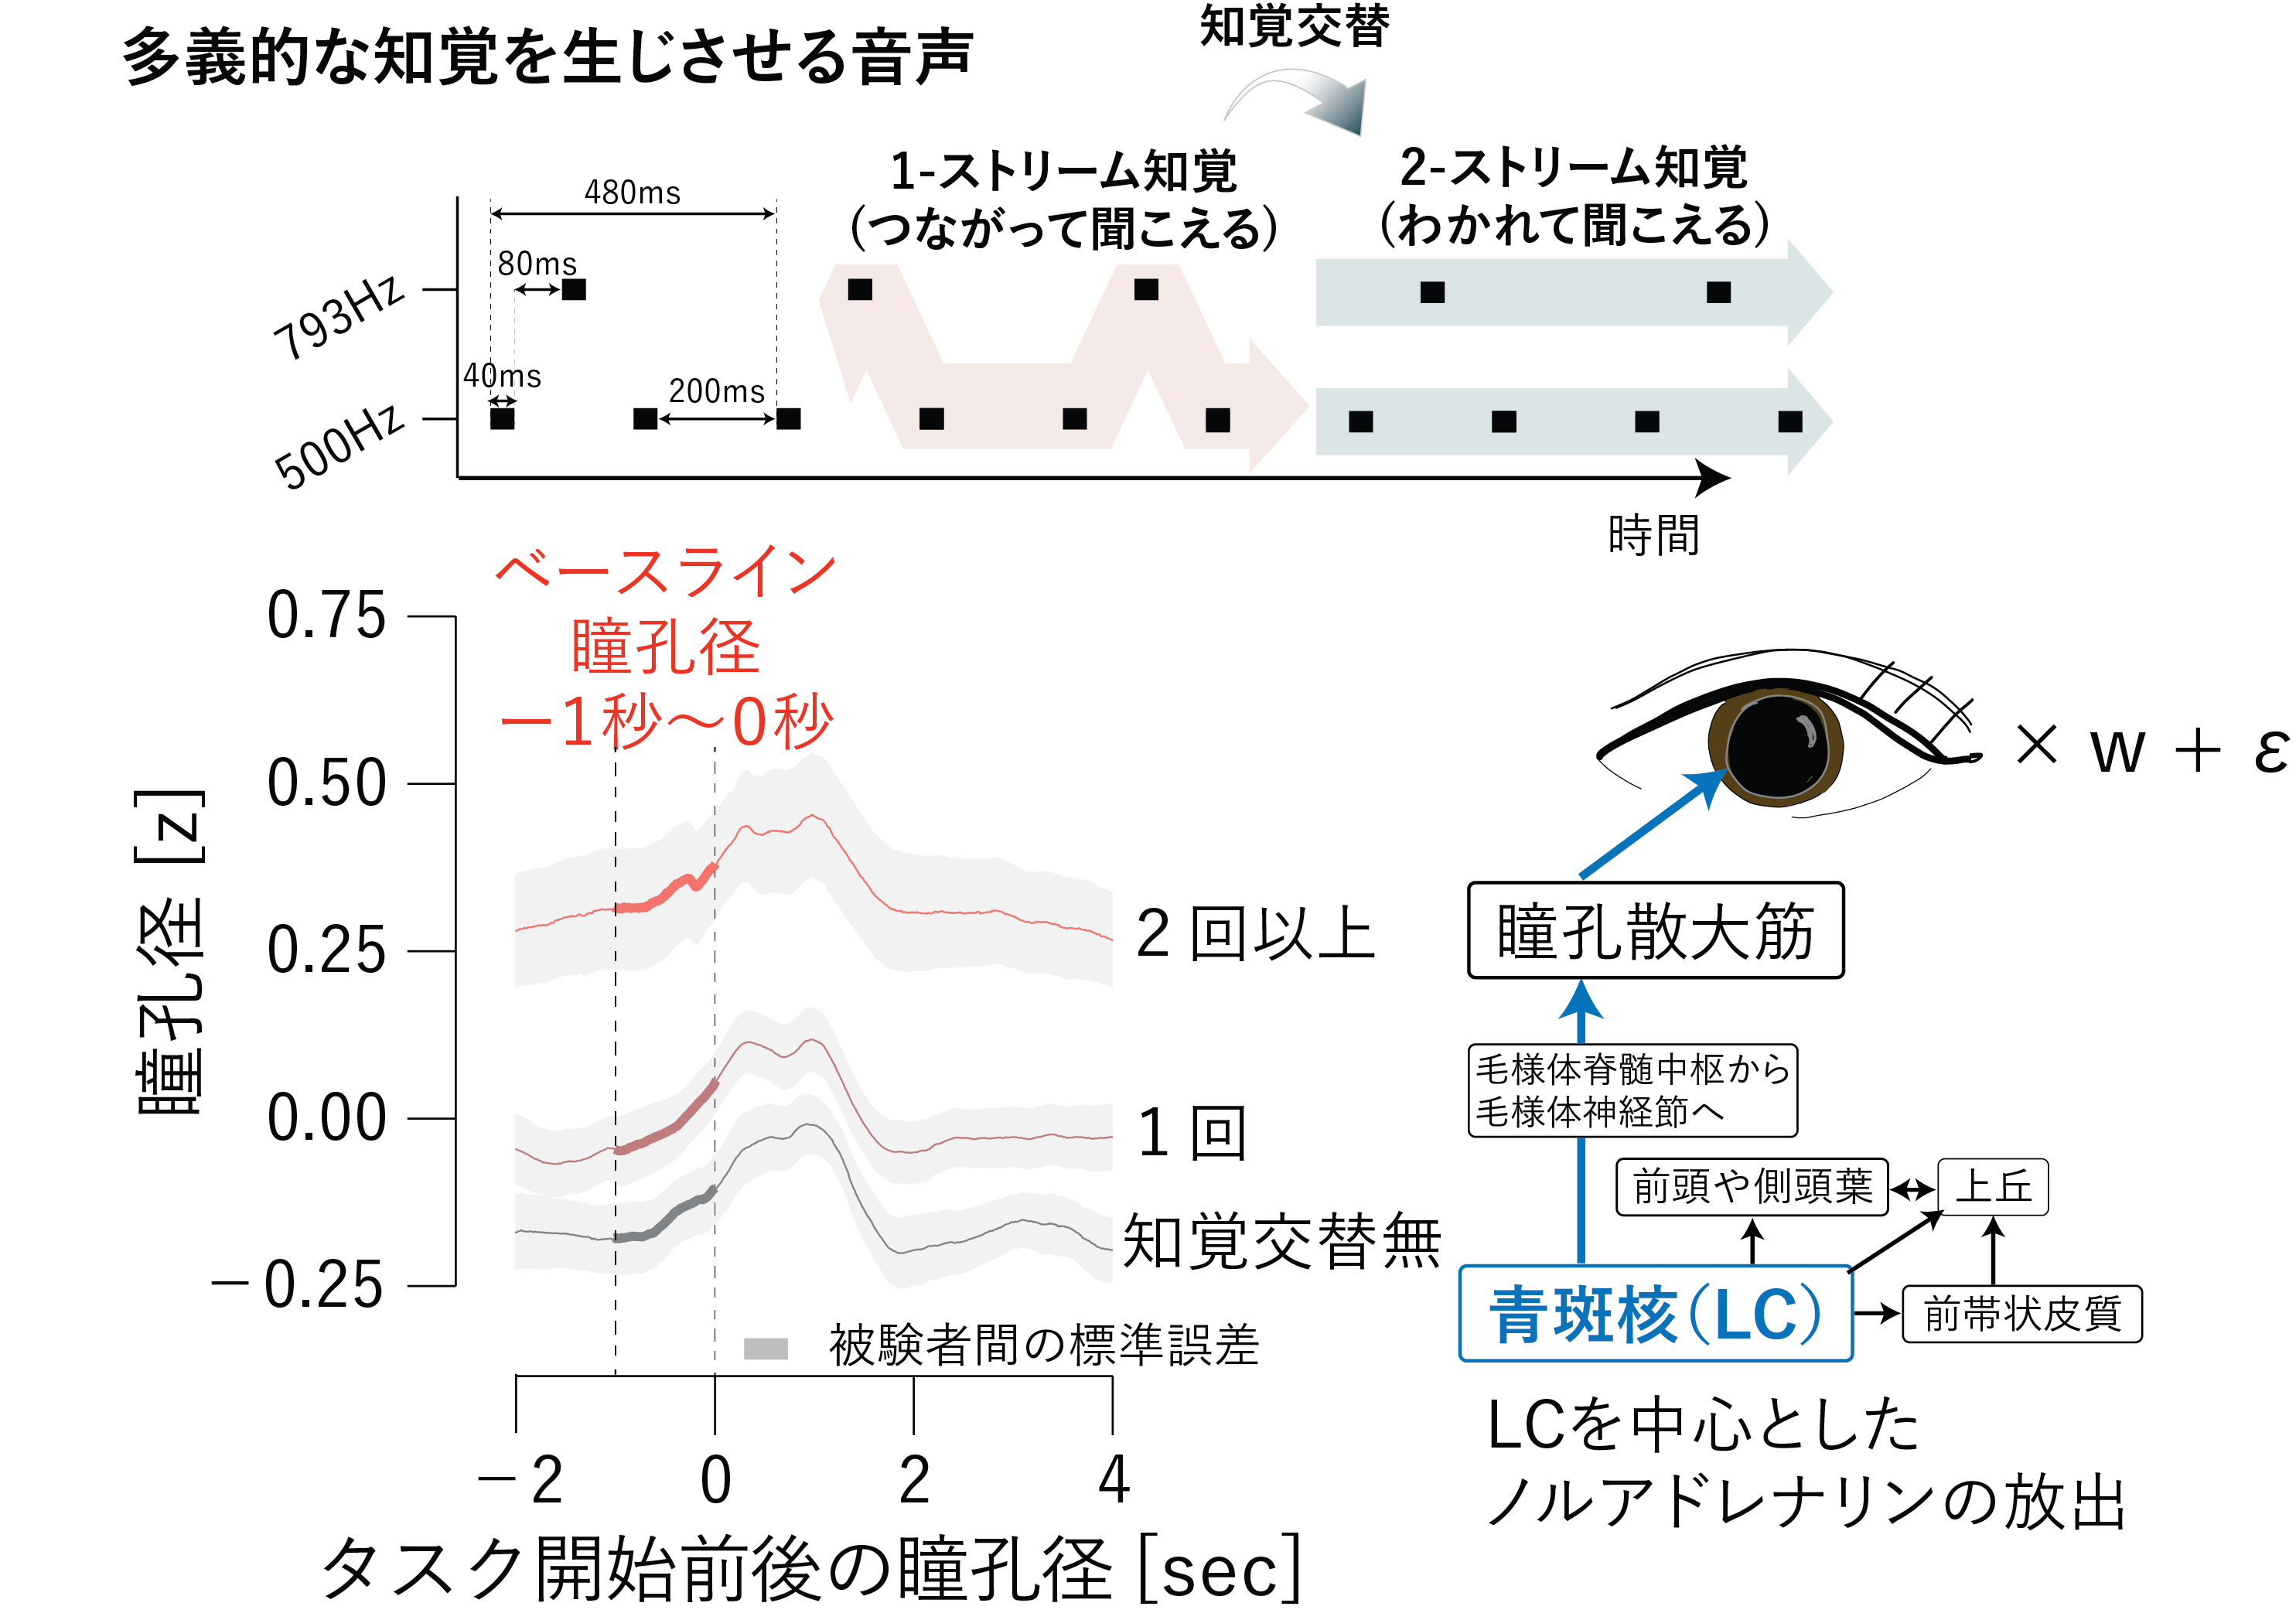 多義的な知覚を生じさせる音声
知覚交替
480ms
80ms
40ms
200ms
793Hz
500Hz
1-ストリーム知覚
(つながって聞こえる)
2-ストリーム知覚
(わかれて聞こえる)
時間
ベースライン
瞳孔径
ー1秒〜0秒
瞳孔径 [z]
0.75
0.50
0.25
0.00
−0.25
2 回以上
1 回
知覚交替無
被験者間の標準誤差
−2
0
2
4
タスク開始前後の瞳孔径 [sec]
× w + ε
瞳孔散大筋
毛様体脊髄中枢から
毛様体神経節へ
前頭や側頭葉
上丘
青斑核(LC)
前帯状皮質
LCを中心とした
ノルアドレナリンの放出